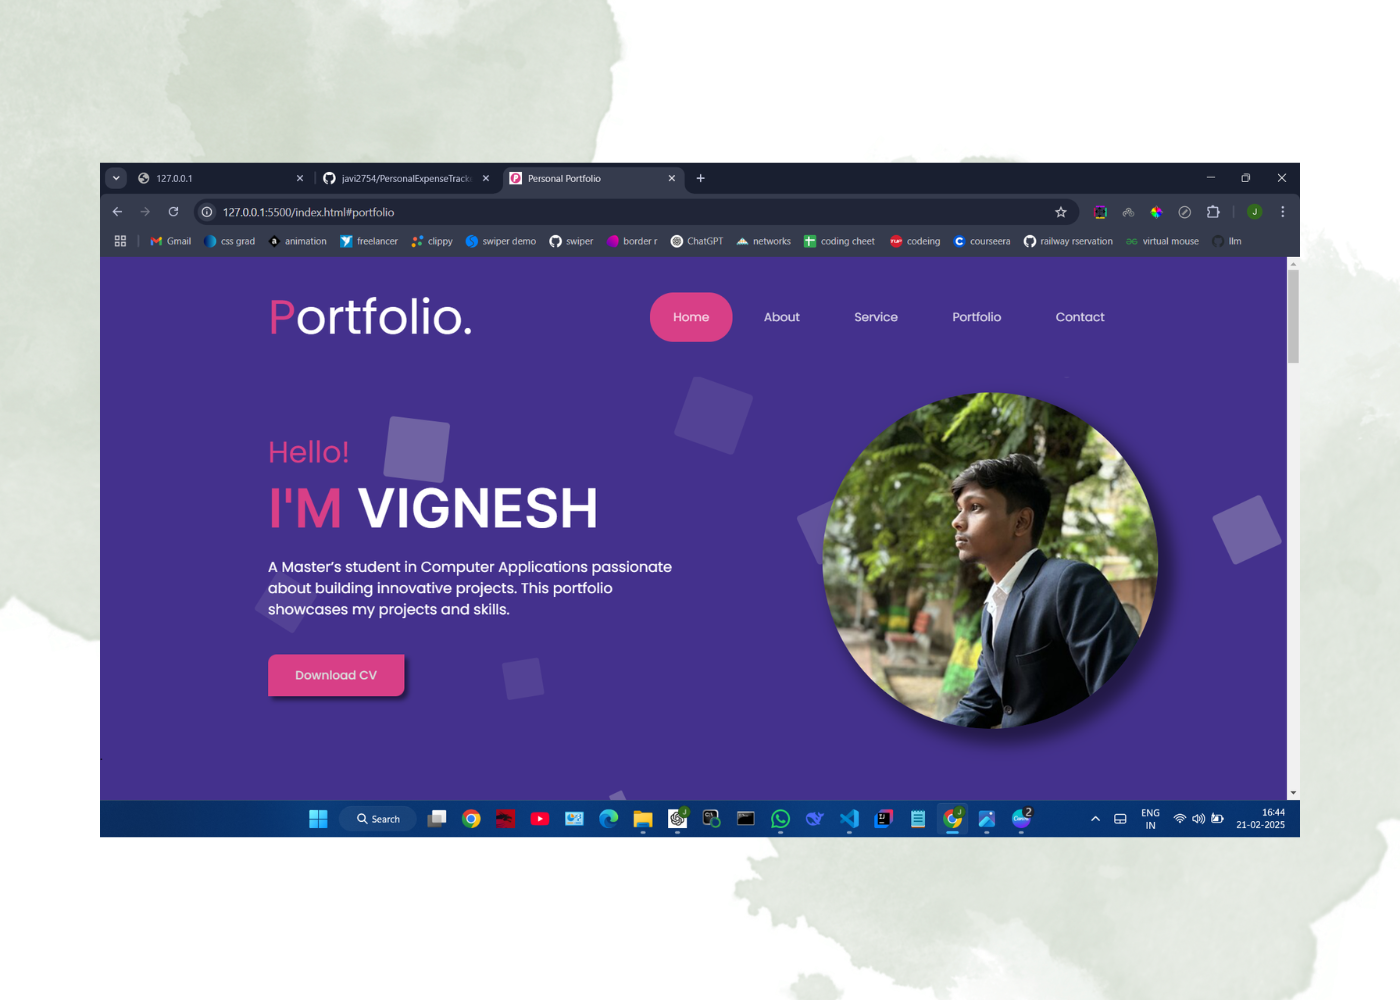 127.0.0.1
javi2754/PersonalExpenseTrack
Personal Portfolio
127.0.0.1:5500/index.html#portfolio
J
Gmail
css grad
animation
freelancer
clippy
swiper demo
swiper
border r
ChatGPT
networks
coding cheet
codeing
courseera
railway rservation
virtual mouse
llm
Portfolio.
Home
About
Service
Portfolio
Contact
Hello!
I'M VIGNESH
A Master’s student in Computer Applications passionate
about building innovative projects. This portfolio
showcases my projects and skills.
Download CV
Search
2
ENG
IN
16:44
21-02-2025